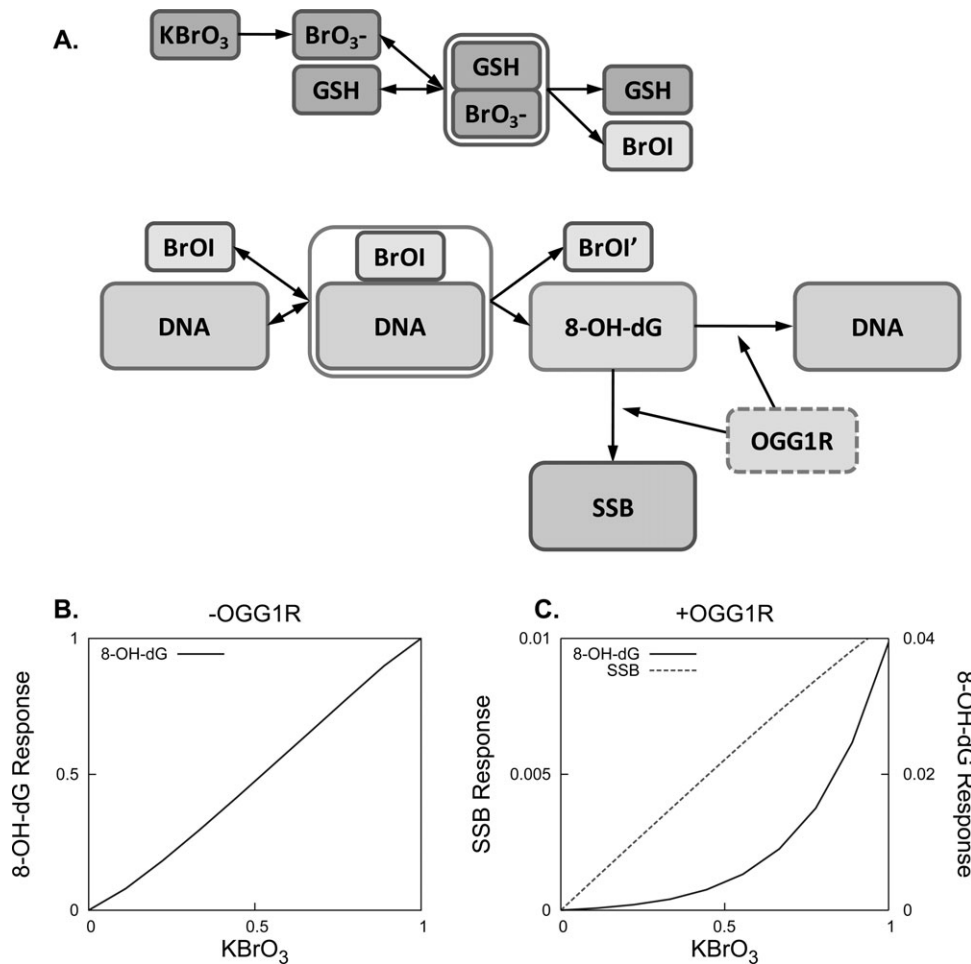 A.
KBrO₃
BrO₃-
GSH
GSH
BrO₃-
GSH
BrOI
BrOI
DNA
BrOI
DNA
BrOI’
8-OH-dG
DNA
OGG1R
SSB
B.
-OGG1R
8-OH-dG Response
1
0.5
0
8-OH-dG
0
0.5
1
KBrO₃
C.
+OGG1R
SSB Response
0.01
0.005
0
8-OH-dG
SSB
0.04
0.02
0
8-OH-dG Response
0
0.5
1
KBrO₃